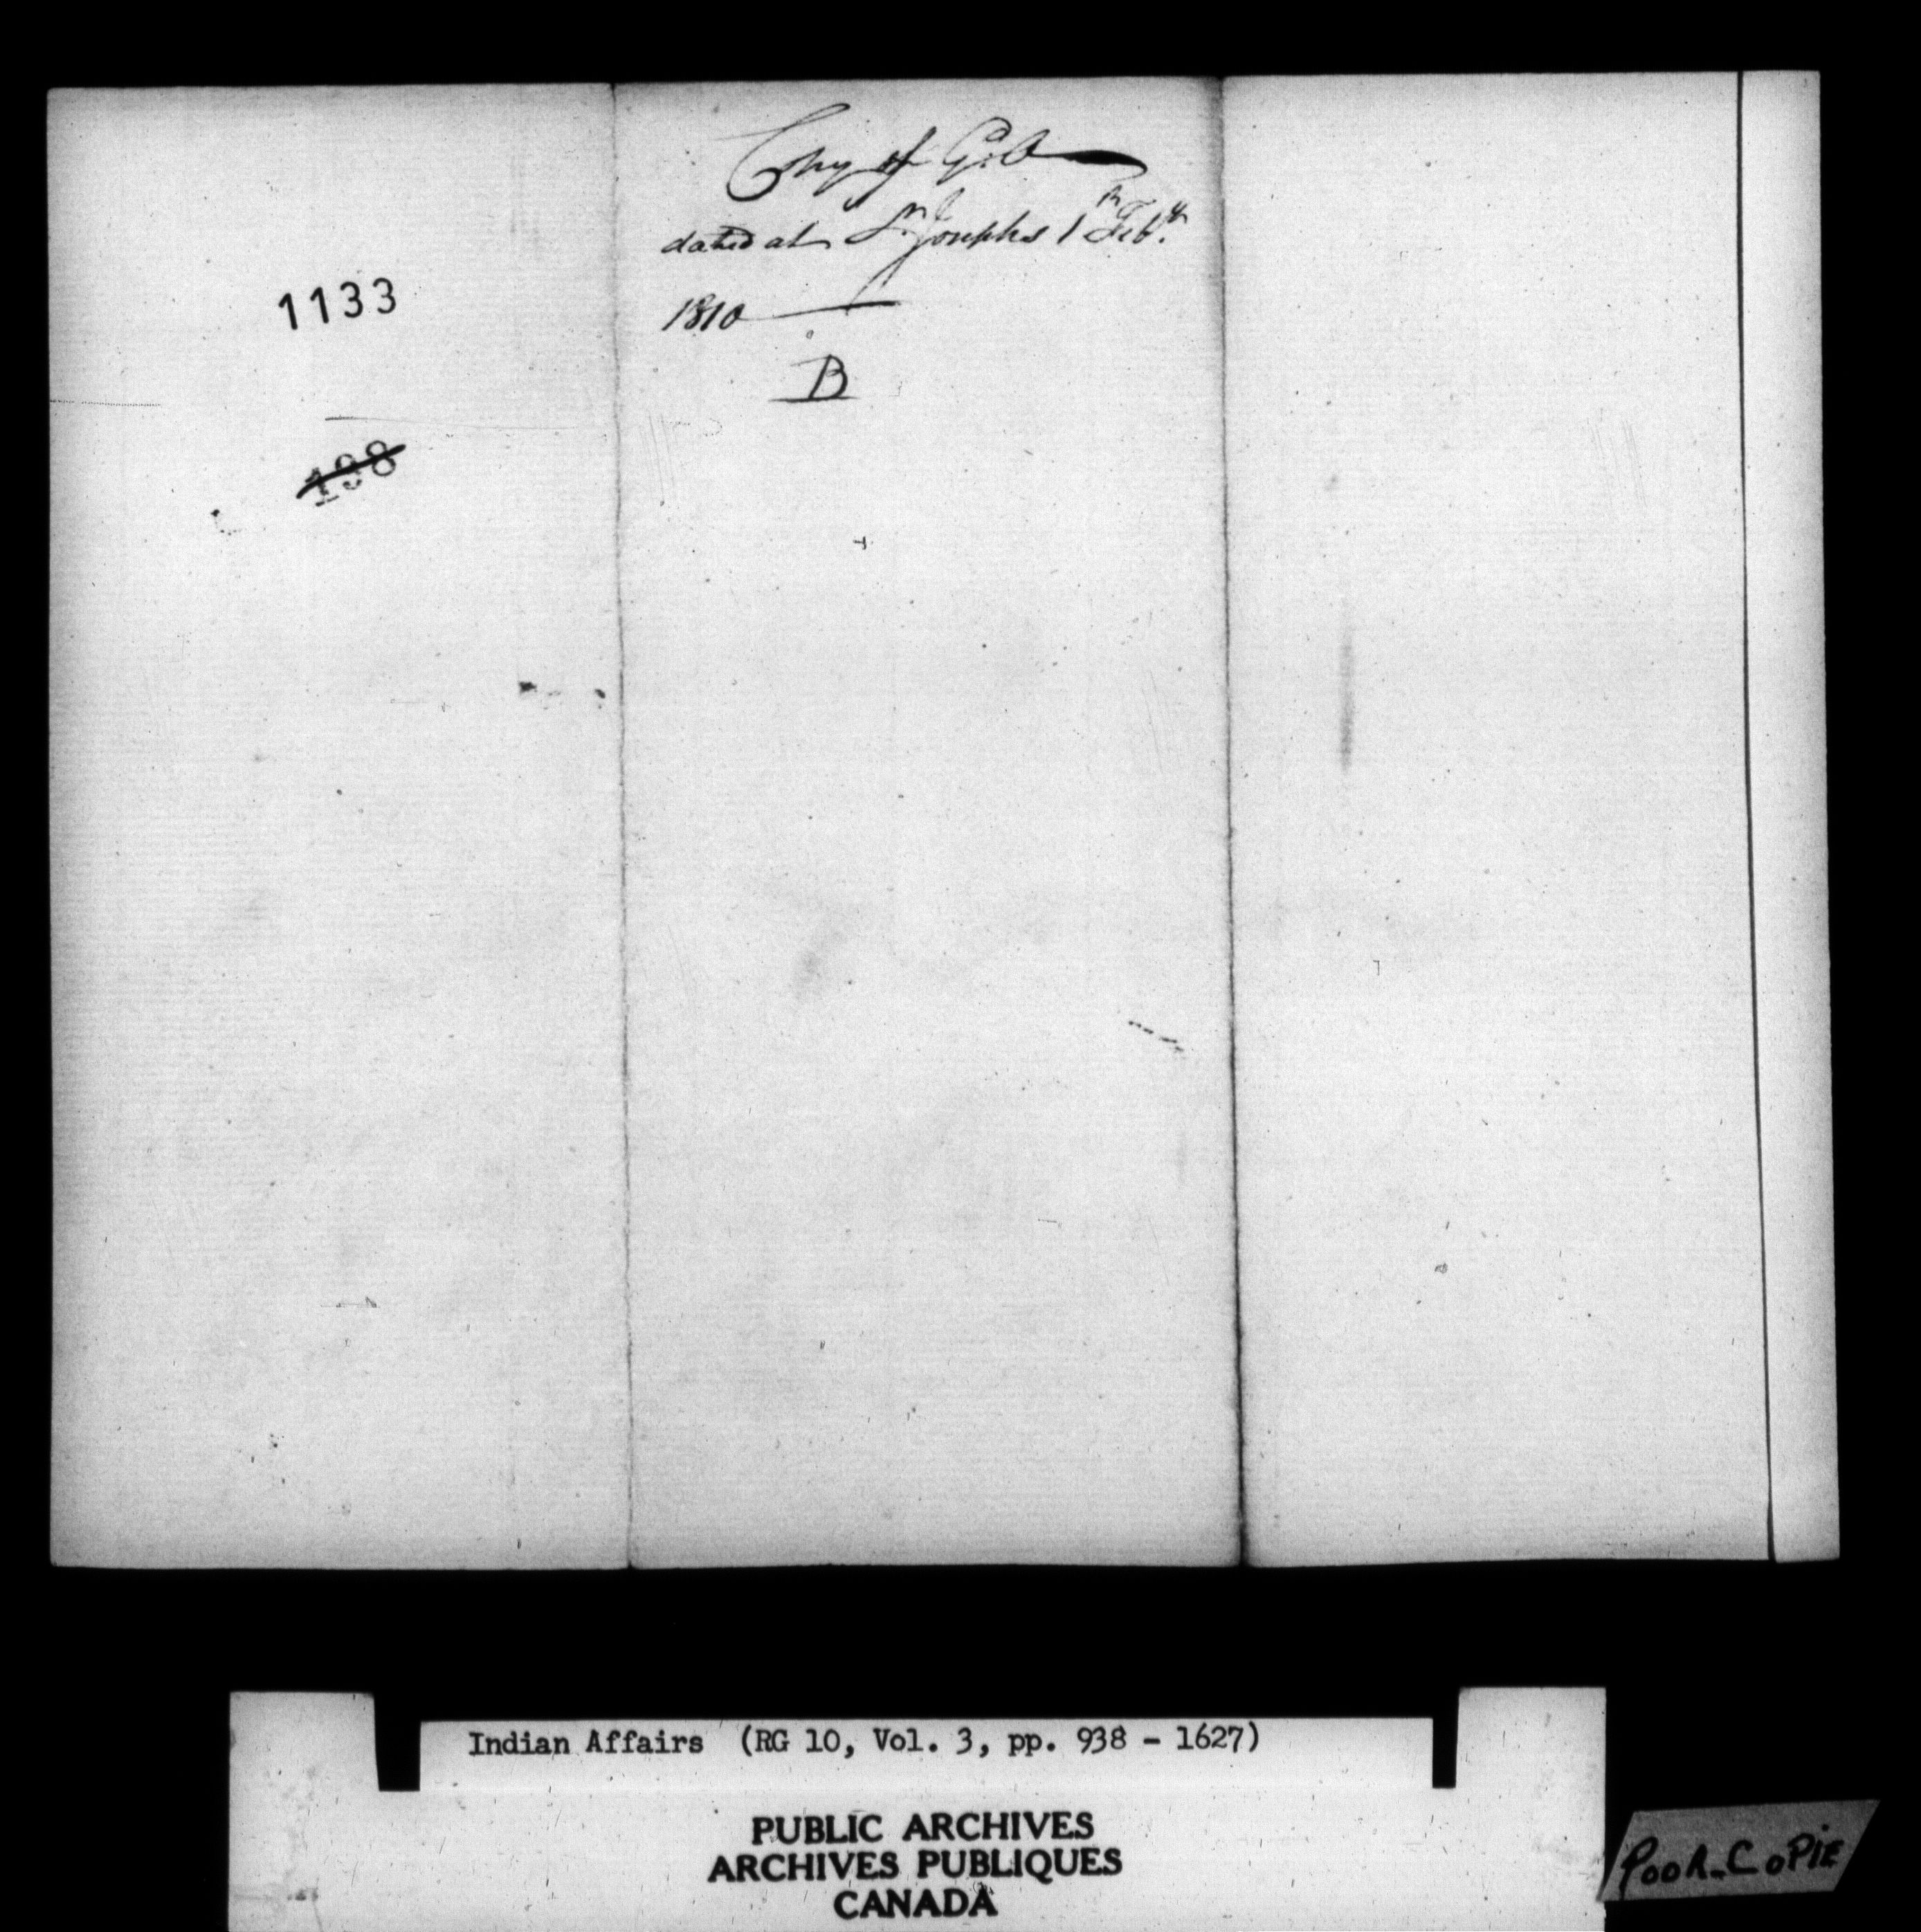 Copy of G.O
dated at St Josephs 1st Feby.
1810
B
1133
198
Indian Affairs (RG 10, Vol. 3, pp. 938 - 1627)
PUBLIC ARCHIVES
ARCHIVES PUBLIQUES
CANADA
POOR-COPIE